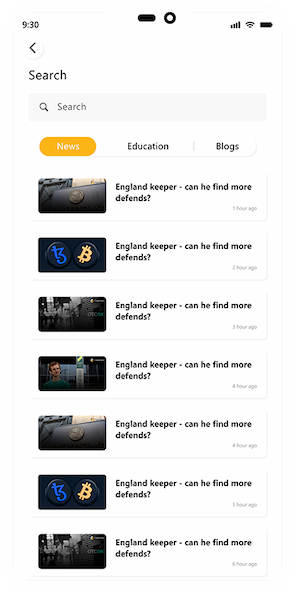 9:30
Search
Search
News Education Blogs
England keeper - can he find more
defends?
1 hour ago
England keeper - can he find more
defends?
2 hour ago
England keeper - can he find more
defends?
3 hour ago
England keeper - can he find more
defends?
4 hour ago
England keeper - can he find more
defends?
4 hour ago
England keeper - can he find more
defends?
5 hour ago
England keeper - can he find more
defends?
6 hour ago